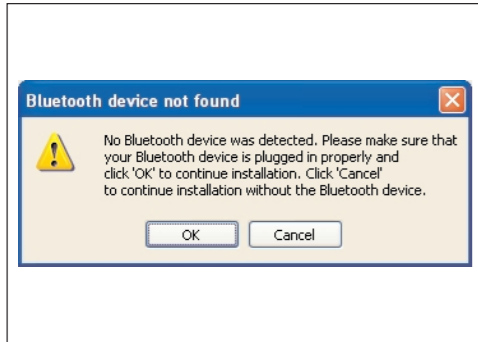 Bluetooth device not found
No Bluetooth device was detected. Please make sure that
your Bluetooth device is plugged in properly and
click 'OK' to continue installation. Click 'Cancel'
to continue installation without the Bluetooth device.
OK
Cancel